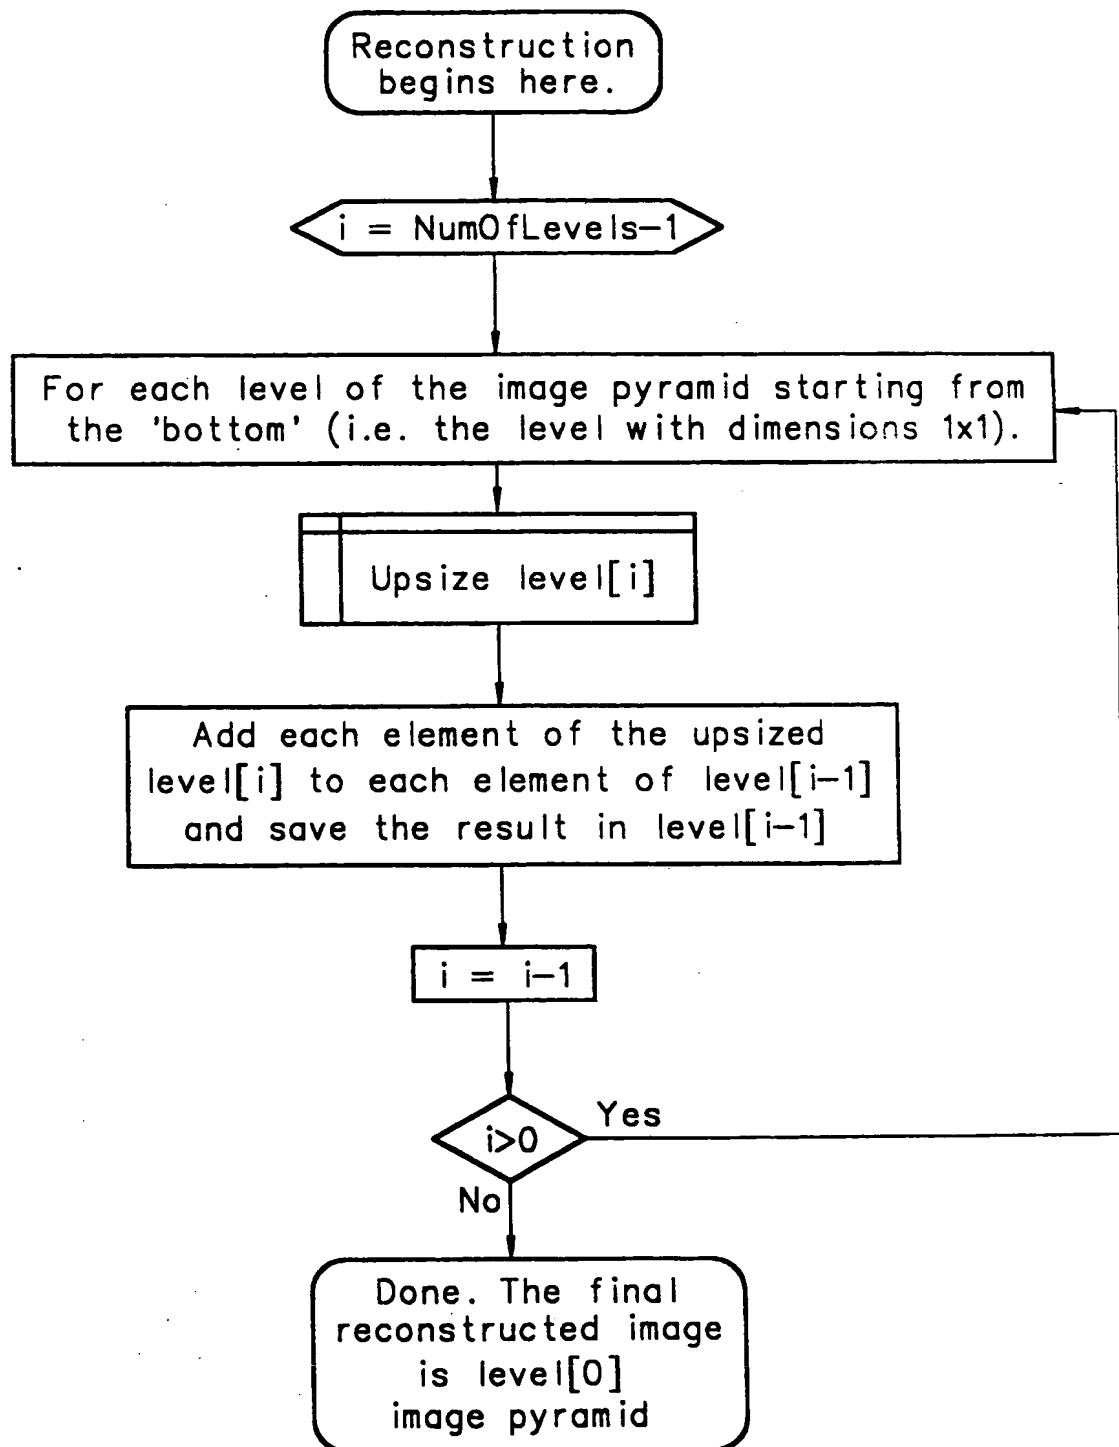 Reconstruction
begins here.
i = NumOfLevels-1
For each level of the image pyramid starting from
the 'bottom' (i.e. the level with dimensions 1x1).
Upsize level[i]
Add each element of the upsized
level[i] to each element of level[i-1]
and save the result in level[i-1]
i = i-1
i>0
Yes
No
Done. The final
reconstructed image
is level[0]
image pyramid